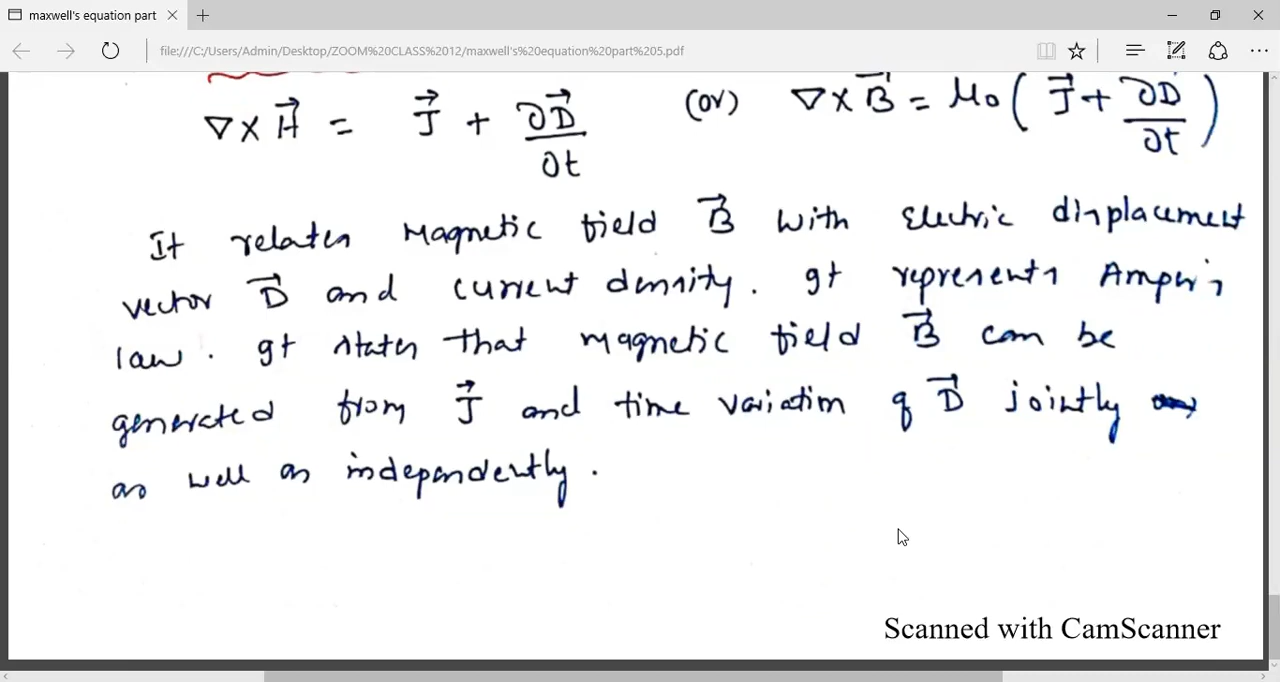 maxwell's equation part
file:///C:/Users/Admin/Desktop/ZOOM%20CLASS%2012/maxwell's%20equation%20part%205.pdf
∇×H⃗ = J⃗ + ∂D⃗/∂t (or) ∇×B⃗ = μ₀(J⃗ + ∂D⃗/∂t)
It relates Magnetic field B⃗ with Electric displacement
vector D⃗ and current density. It represents Amper's
law. It states that magnetic field B⃗ can be
generated from J⃗ and time variation of D⃗ jointly
as well as independently.
Scanned with CamScanner